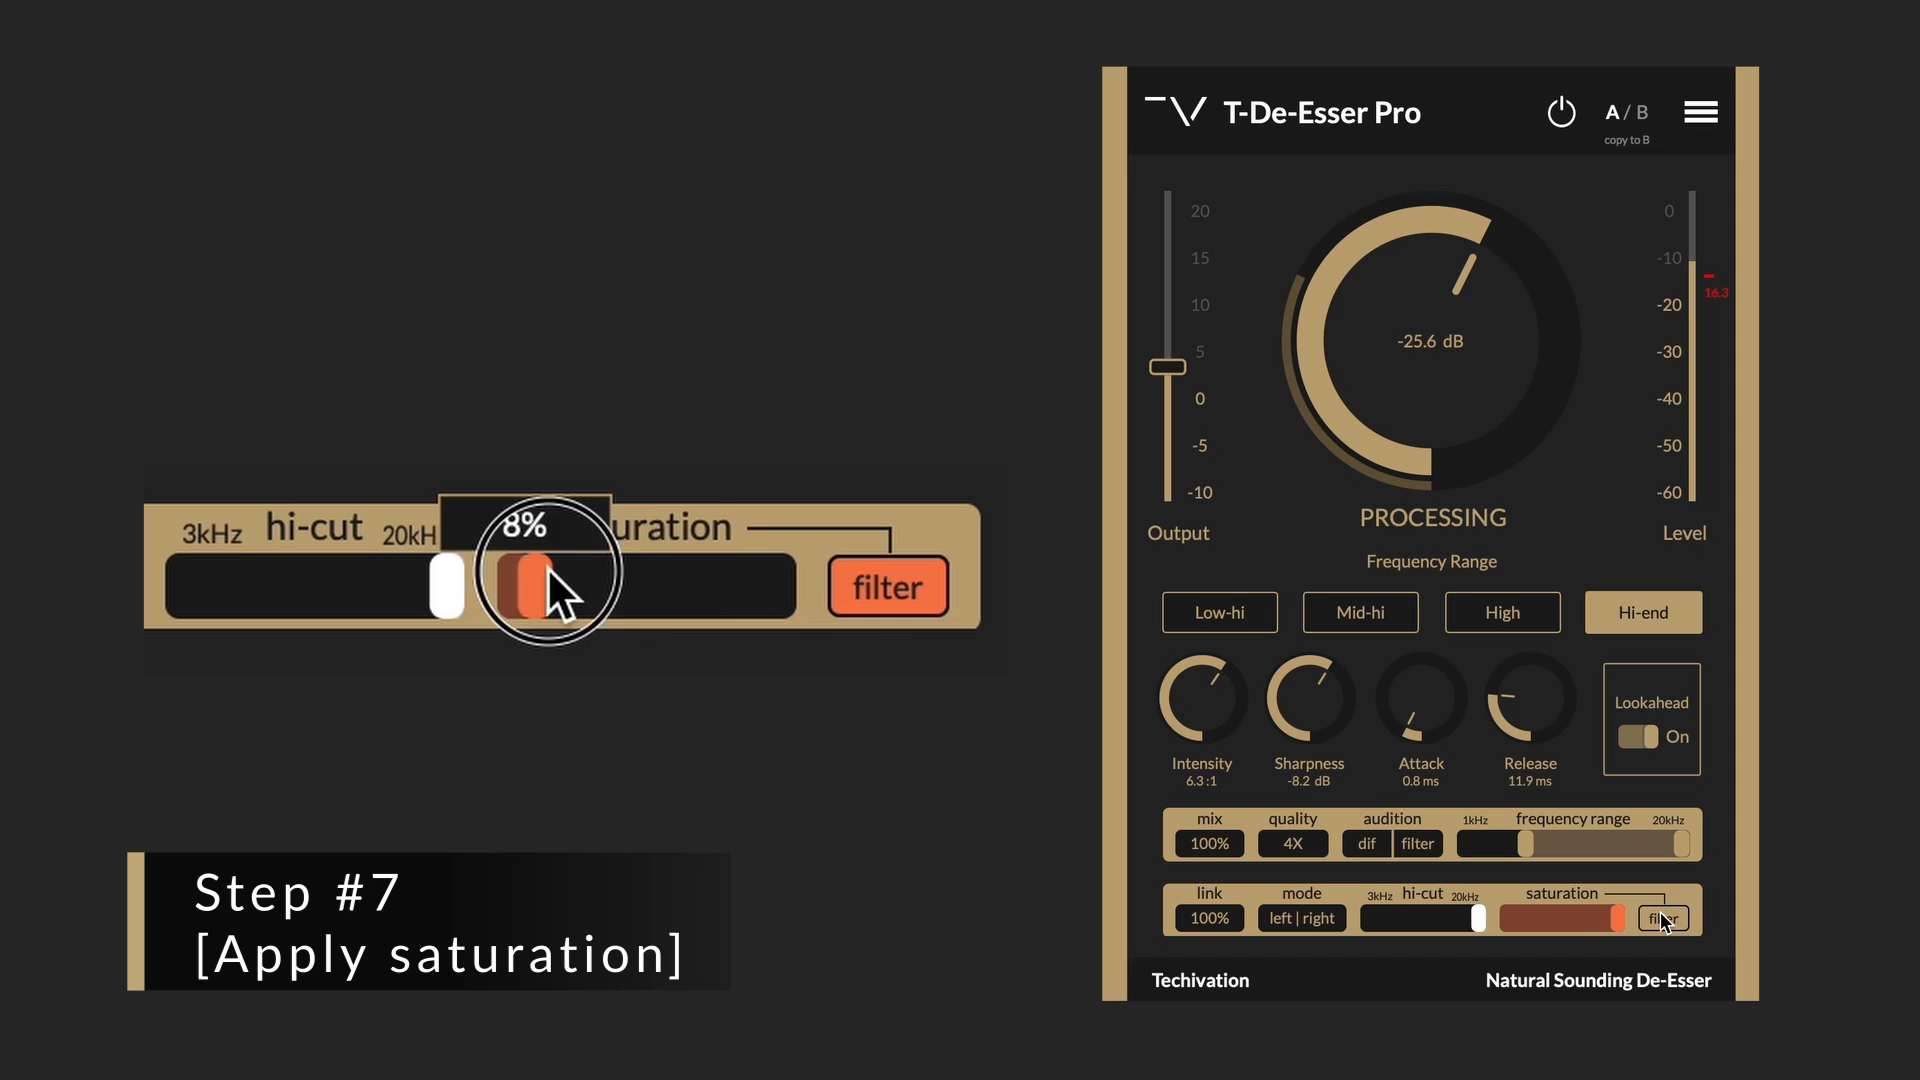 3kHz hi-cut 20kH 8% uration
filter
Step #7
[Apply saturation]
T-De-Esser Pro
A / B
copy to B
20
15
10
5
0
-5
-10
Output
-25.6 dB
PROCESSING
0
-10
-20
-30
-40
-50
-60
16.3
Level
Frequency Range
Low-hi Mid-hi High Hi-end
Intensity
6.3:1
Sharpness
-8.2 dB
Attack
0.8 ms
Release
11.9 ms
Lookahead
On
mix quality audition 1kHz frequency range 20kHz
100% 4X dif filter
link mode 3kHz hi-cut 20kHz saturation
100% left | right filter
Techivation Natural Sounding De-Esser